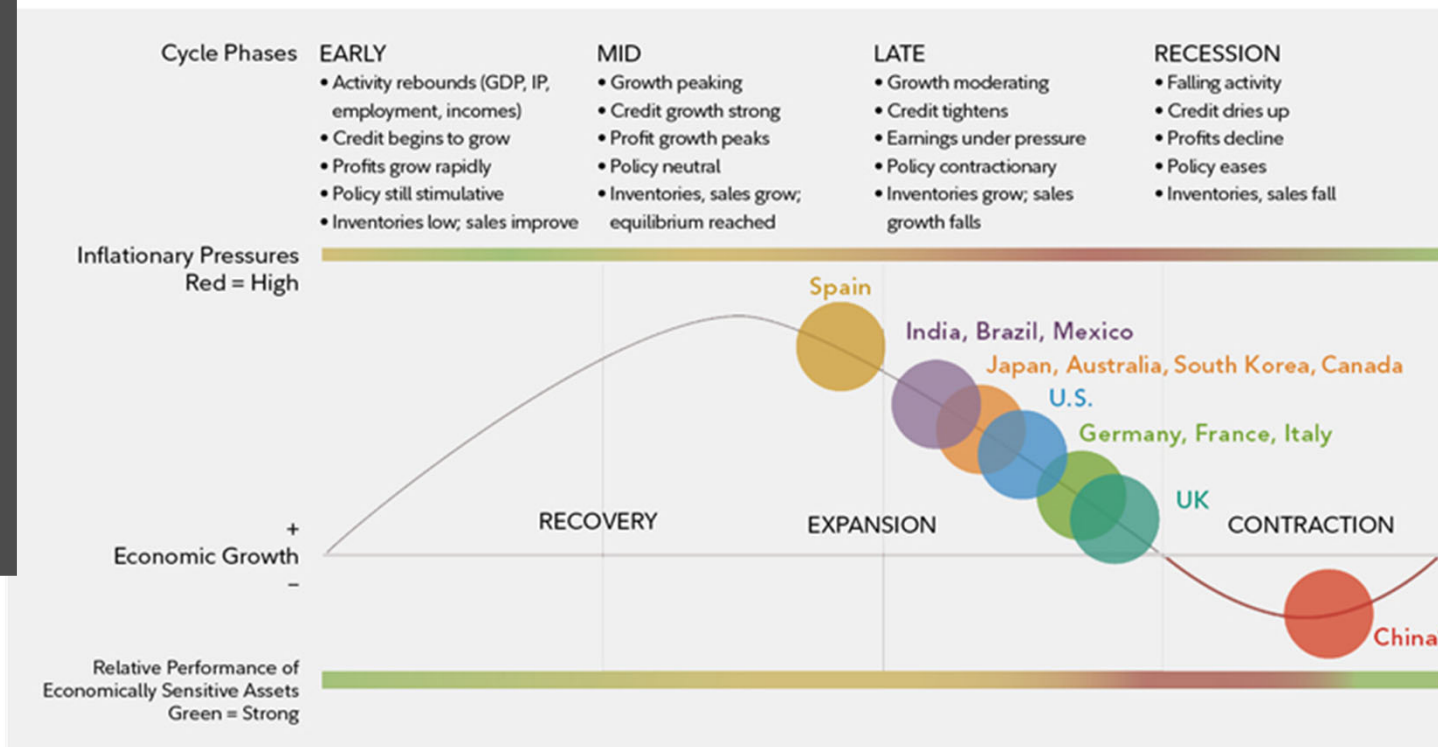 Cycle Phases
EARLY
• Activity rebounds (GDP, IP,
employment, incomes)
• Credit begins to grow
• Profits grow rapidly
• Policy still stimulative
• Inventories low; sales improve
MID
• Growth peaking
• Credit growth strong
• Profit growth peaks
• Policy neutral
• Inventories, sales grow;
equilibrium reached
LATE
• Growth moderating
• Credit tightens
• Earnings under pressure
• Policy contractionary
• Inventories grow; sales
growth falls
RECESSION
• Falling activity
• Credit dries up
• Profits decline
• Policy eases
• Inventories, sales fall
Inflationary Pressures
Red = High
Spain
India, Brazil, Mexico
Japan, Australia, South Korea, Canada
U.S.
Germany, France, Italy
UK
RECOVERY
EXPANSION
CONTRACTION
+
Economic Growth
–
China
Relative Performance of
Economically Sensitive Assets
Green = Strong